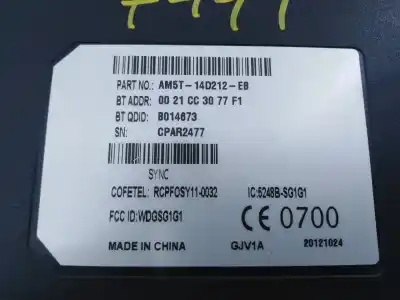 F441
PART NO.: AM5T-14D212-EB
BT ADDR: 00 21 CC 30 77 F1
BT QDID: B014673
SN: CPAR2477
SYNC
COFETEL: RCPFOSY11-0032 IC:5248B-SG1G1
FCC ID:WDGSG1G1 CE 0700
MADE IN CHINA GJV1A 20121024